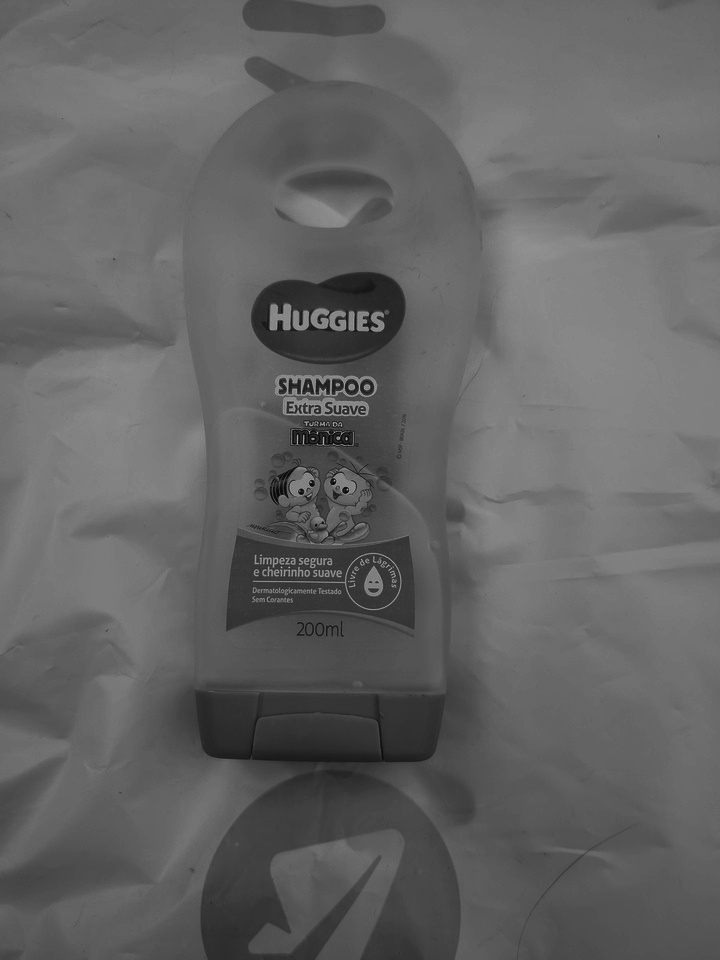 HUGGIES®
SHAMPOO
Extra Suave
TURMA DA
Mônica
Limpeza segura
e cheirinho suave
Dermatologicamente Testado
Sem Corantes
Livre de Lágrimas
200ml